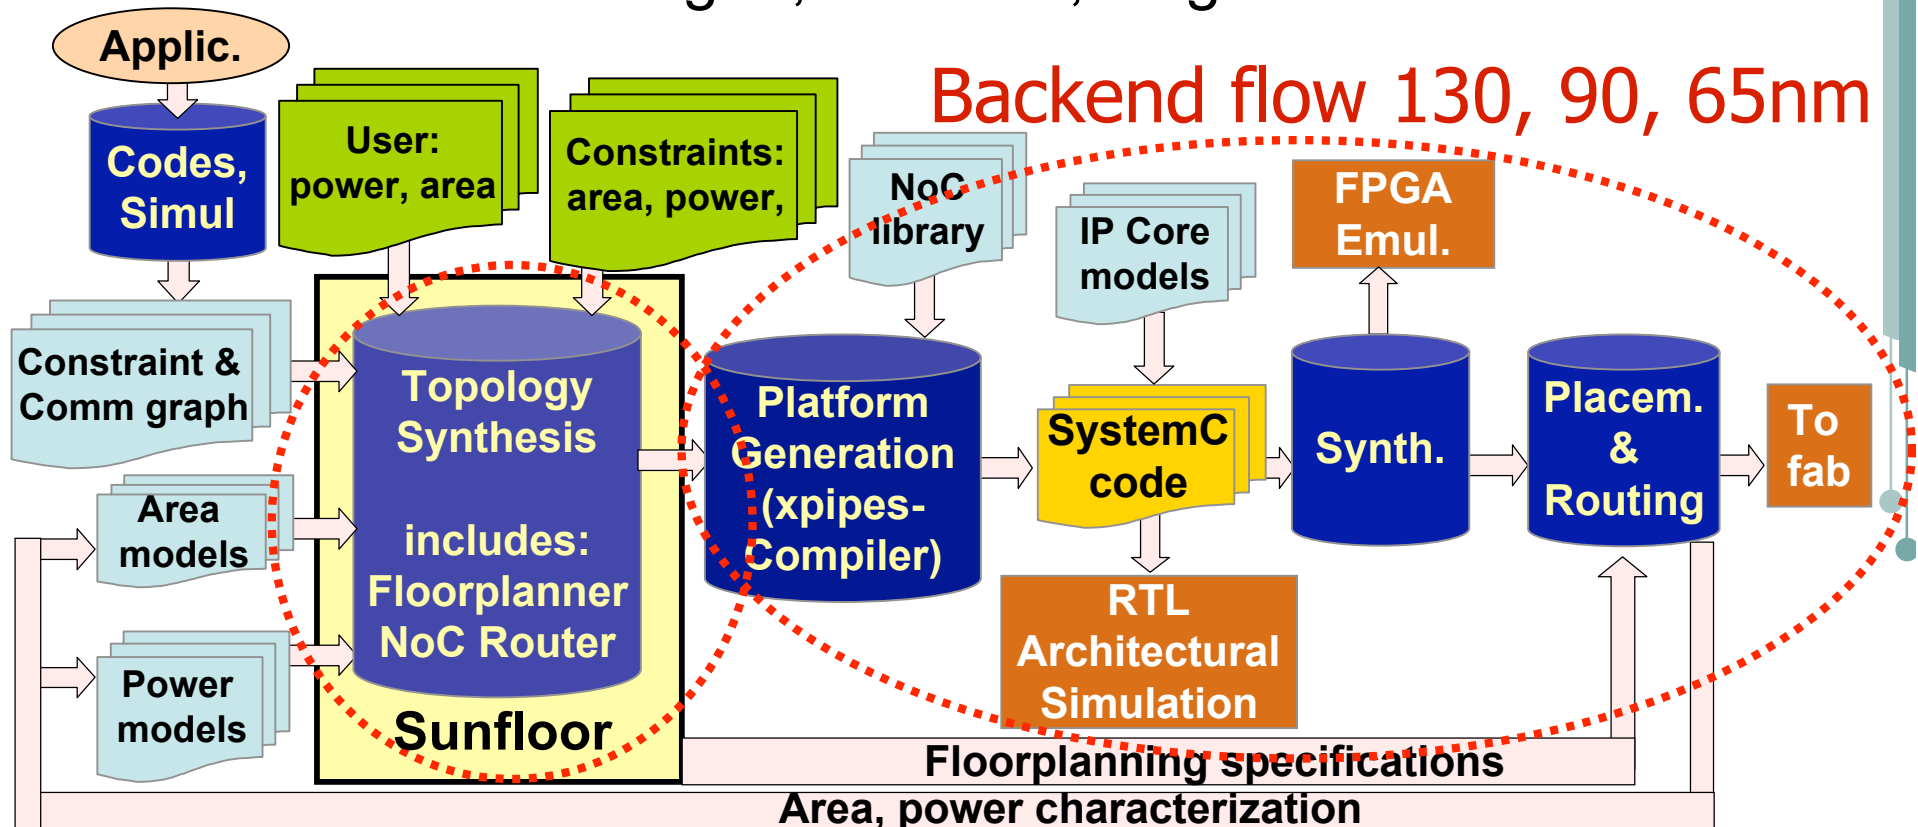 Applic.
Backend flow 130, 90, 65nm
Codes,
Simul
User:
power, area
Constraints:
area, power,
NoC
library
IP Core
models
FPGA
Emul.
Constraint &
Comm graph
Topology
Synthesis
includes:
Floorplanner
NoC Router
Sunfloor
Platform
Generation
(xpipes-
Compiler)
SystemC
code
Synth.
Placem.
&
Routing
To
fab
Area
models
Power
models
RTL
Architectural
Simulation
Floorplanning specifications
Area, power characterization